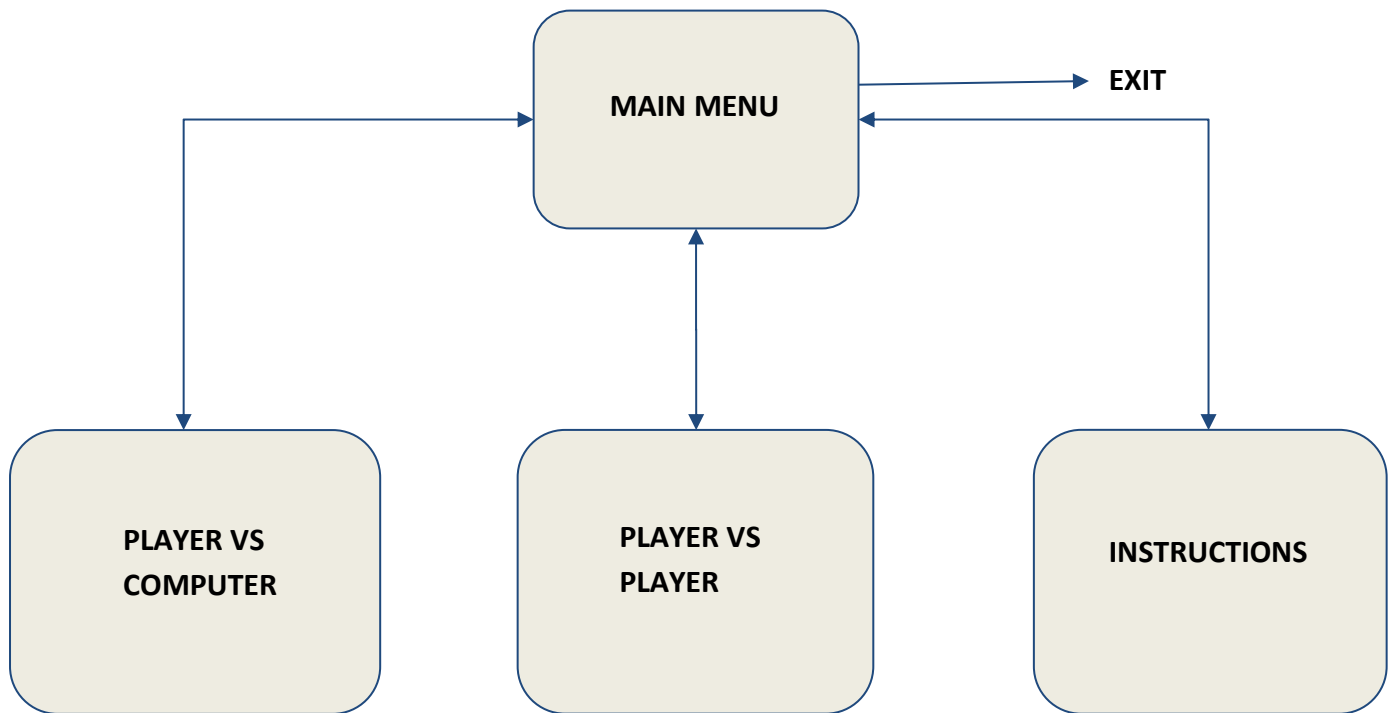 MAIN MENU
EXIT
PLAYER VS
COMPUTER
PLAYER VS
PLAYER
INSTRUCTIONS